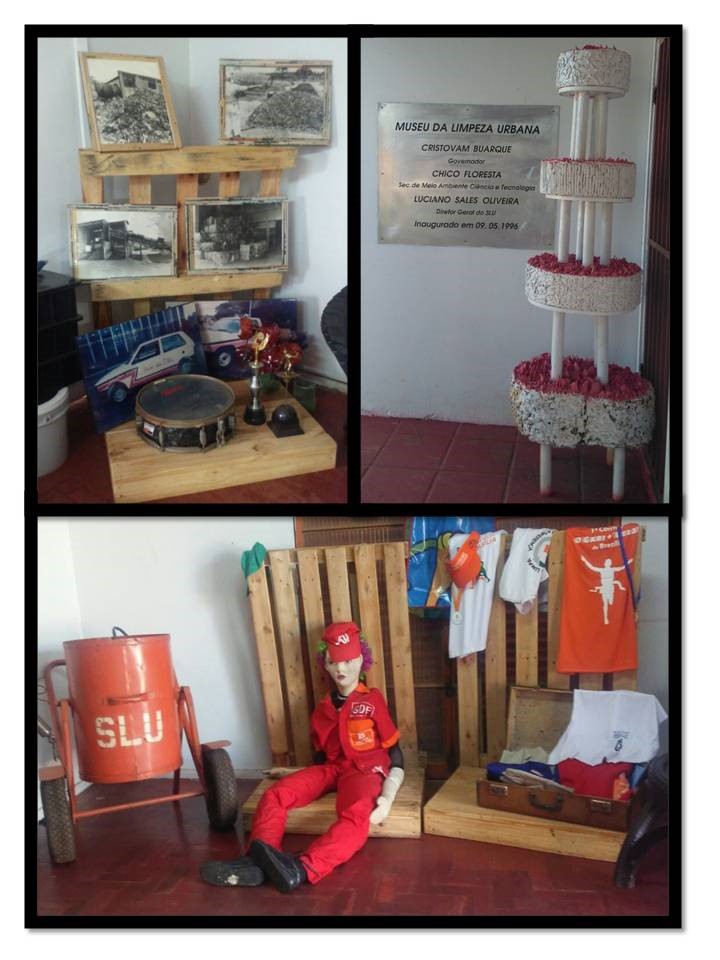 MUSEU DA LIMPEZA URBANA
CRISTOVAM BUARQUE
Governador
CHICO FLORESTA
Sec. de Meio Ambiente Ciência e Tecnologia
LUCIANO SALES OLIVEIRA
Diretor Geral do SLU
Inaugurado em 09.05.1996
SLU
GDF